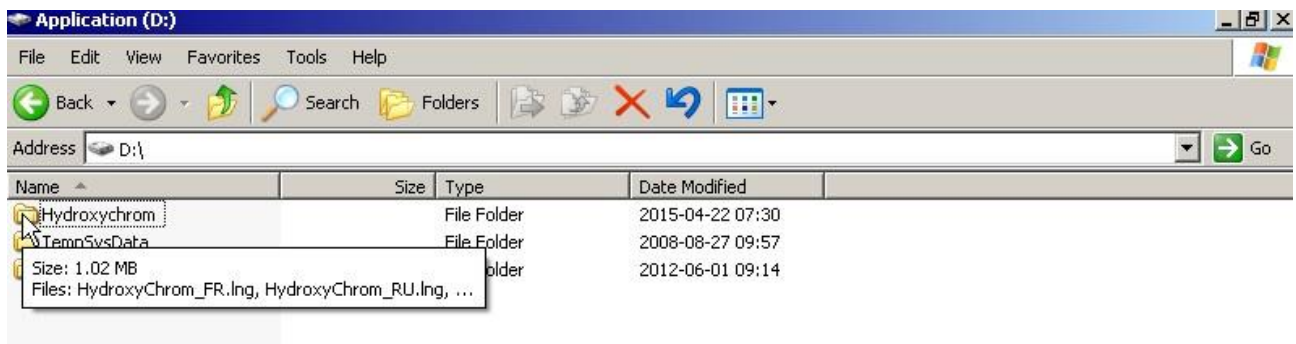 Application (D:)
File Edit View Favorites Tools Help
Back Search Folders
Address D:\ Go
Name Size Type Date Modified
Hydroxychrom File Folder 2015-04-22 07:30
TempSysData File Folder 2008-08-27 09:57
older 2012-06-01 09:14
Size: 1.02 MB
Files: HydroxyChrom_FR.lng, HydroxyChrom_RU.lng, ...